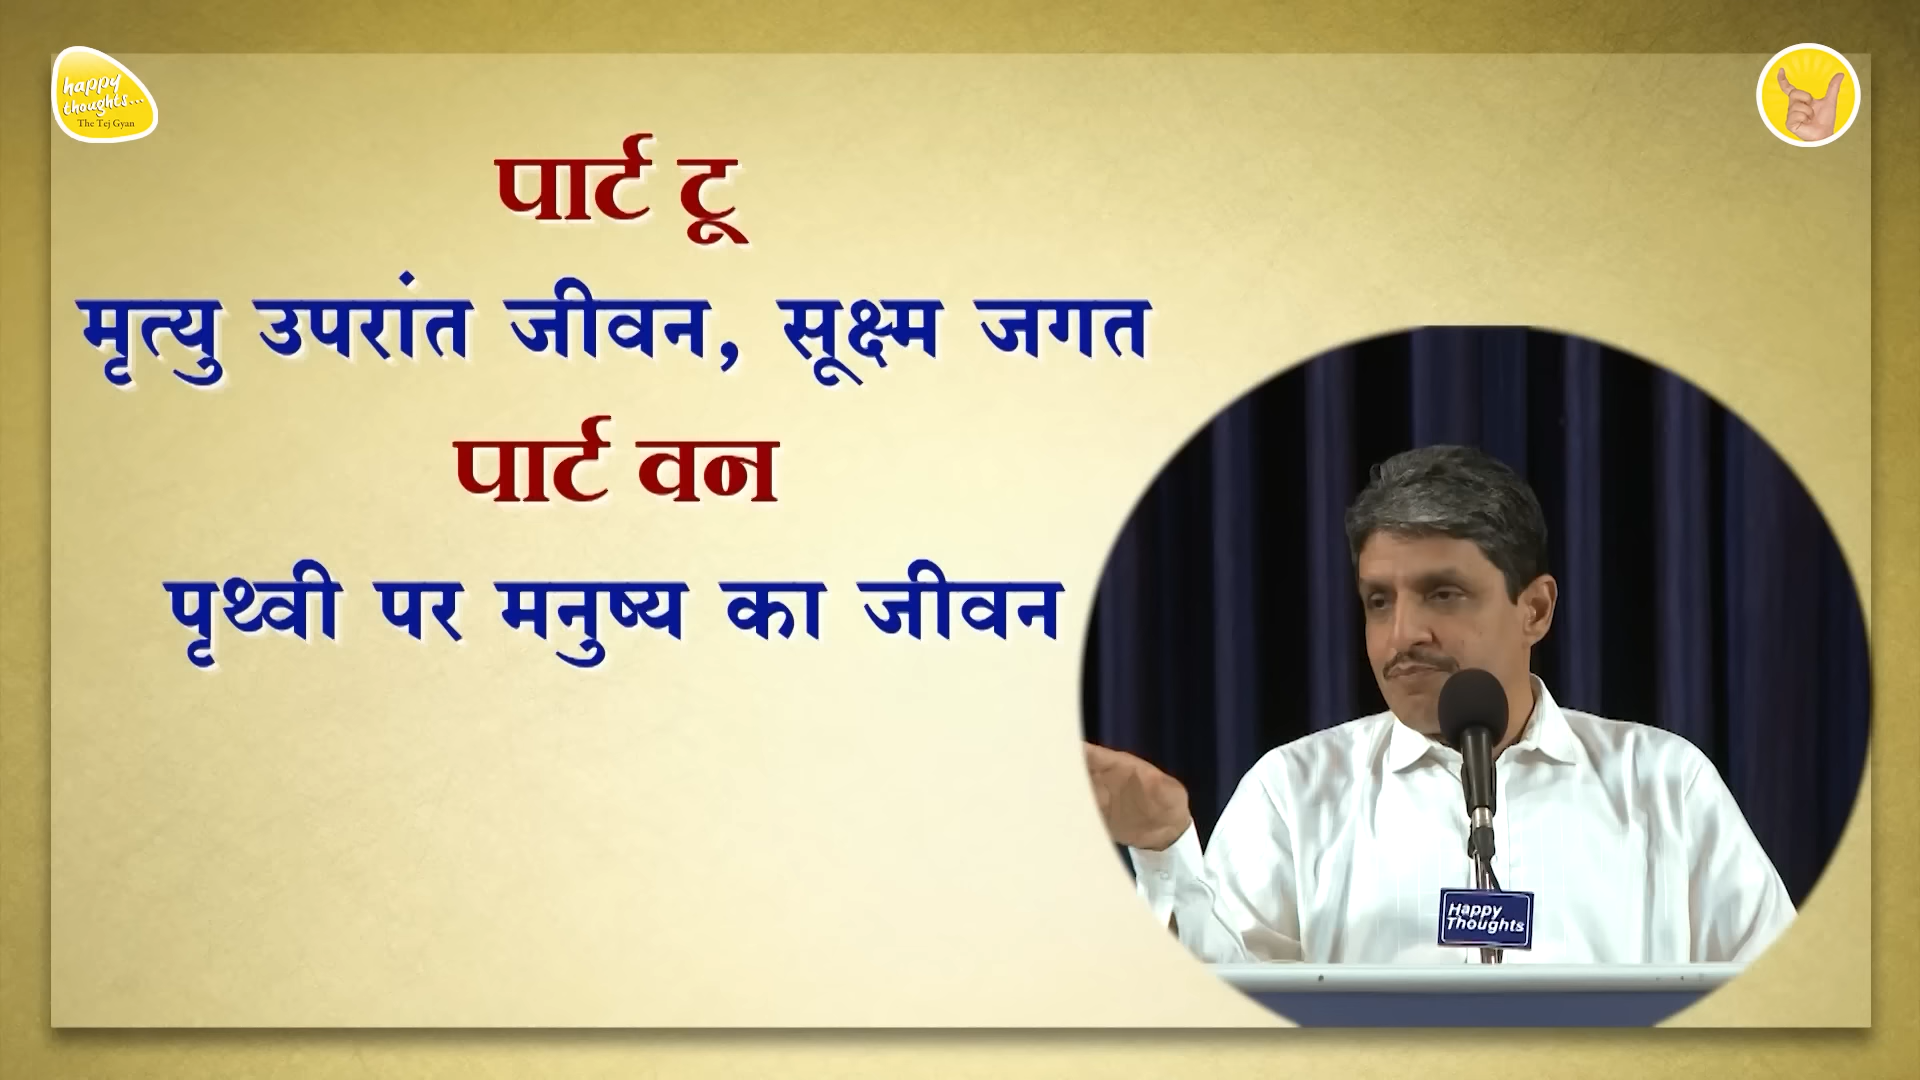 happy
thoughts...
The Tej Gyan
पार्ट टू
मृत्यु उपरांत जीवन, सूक्ष्म जगत
पार्ट वन
पृथ्वी पर मनुष्य का जीवन
Happy
Thoughts